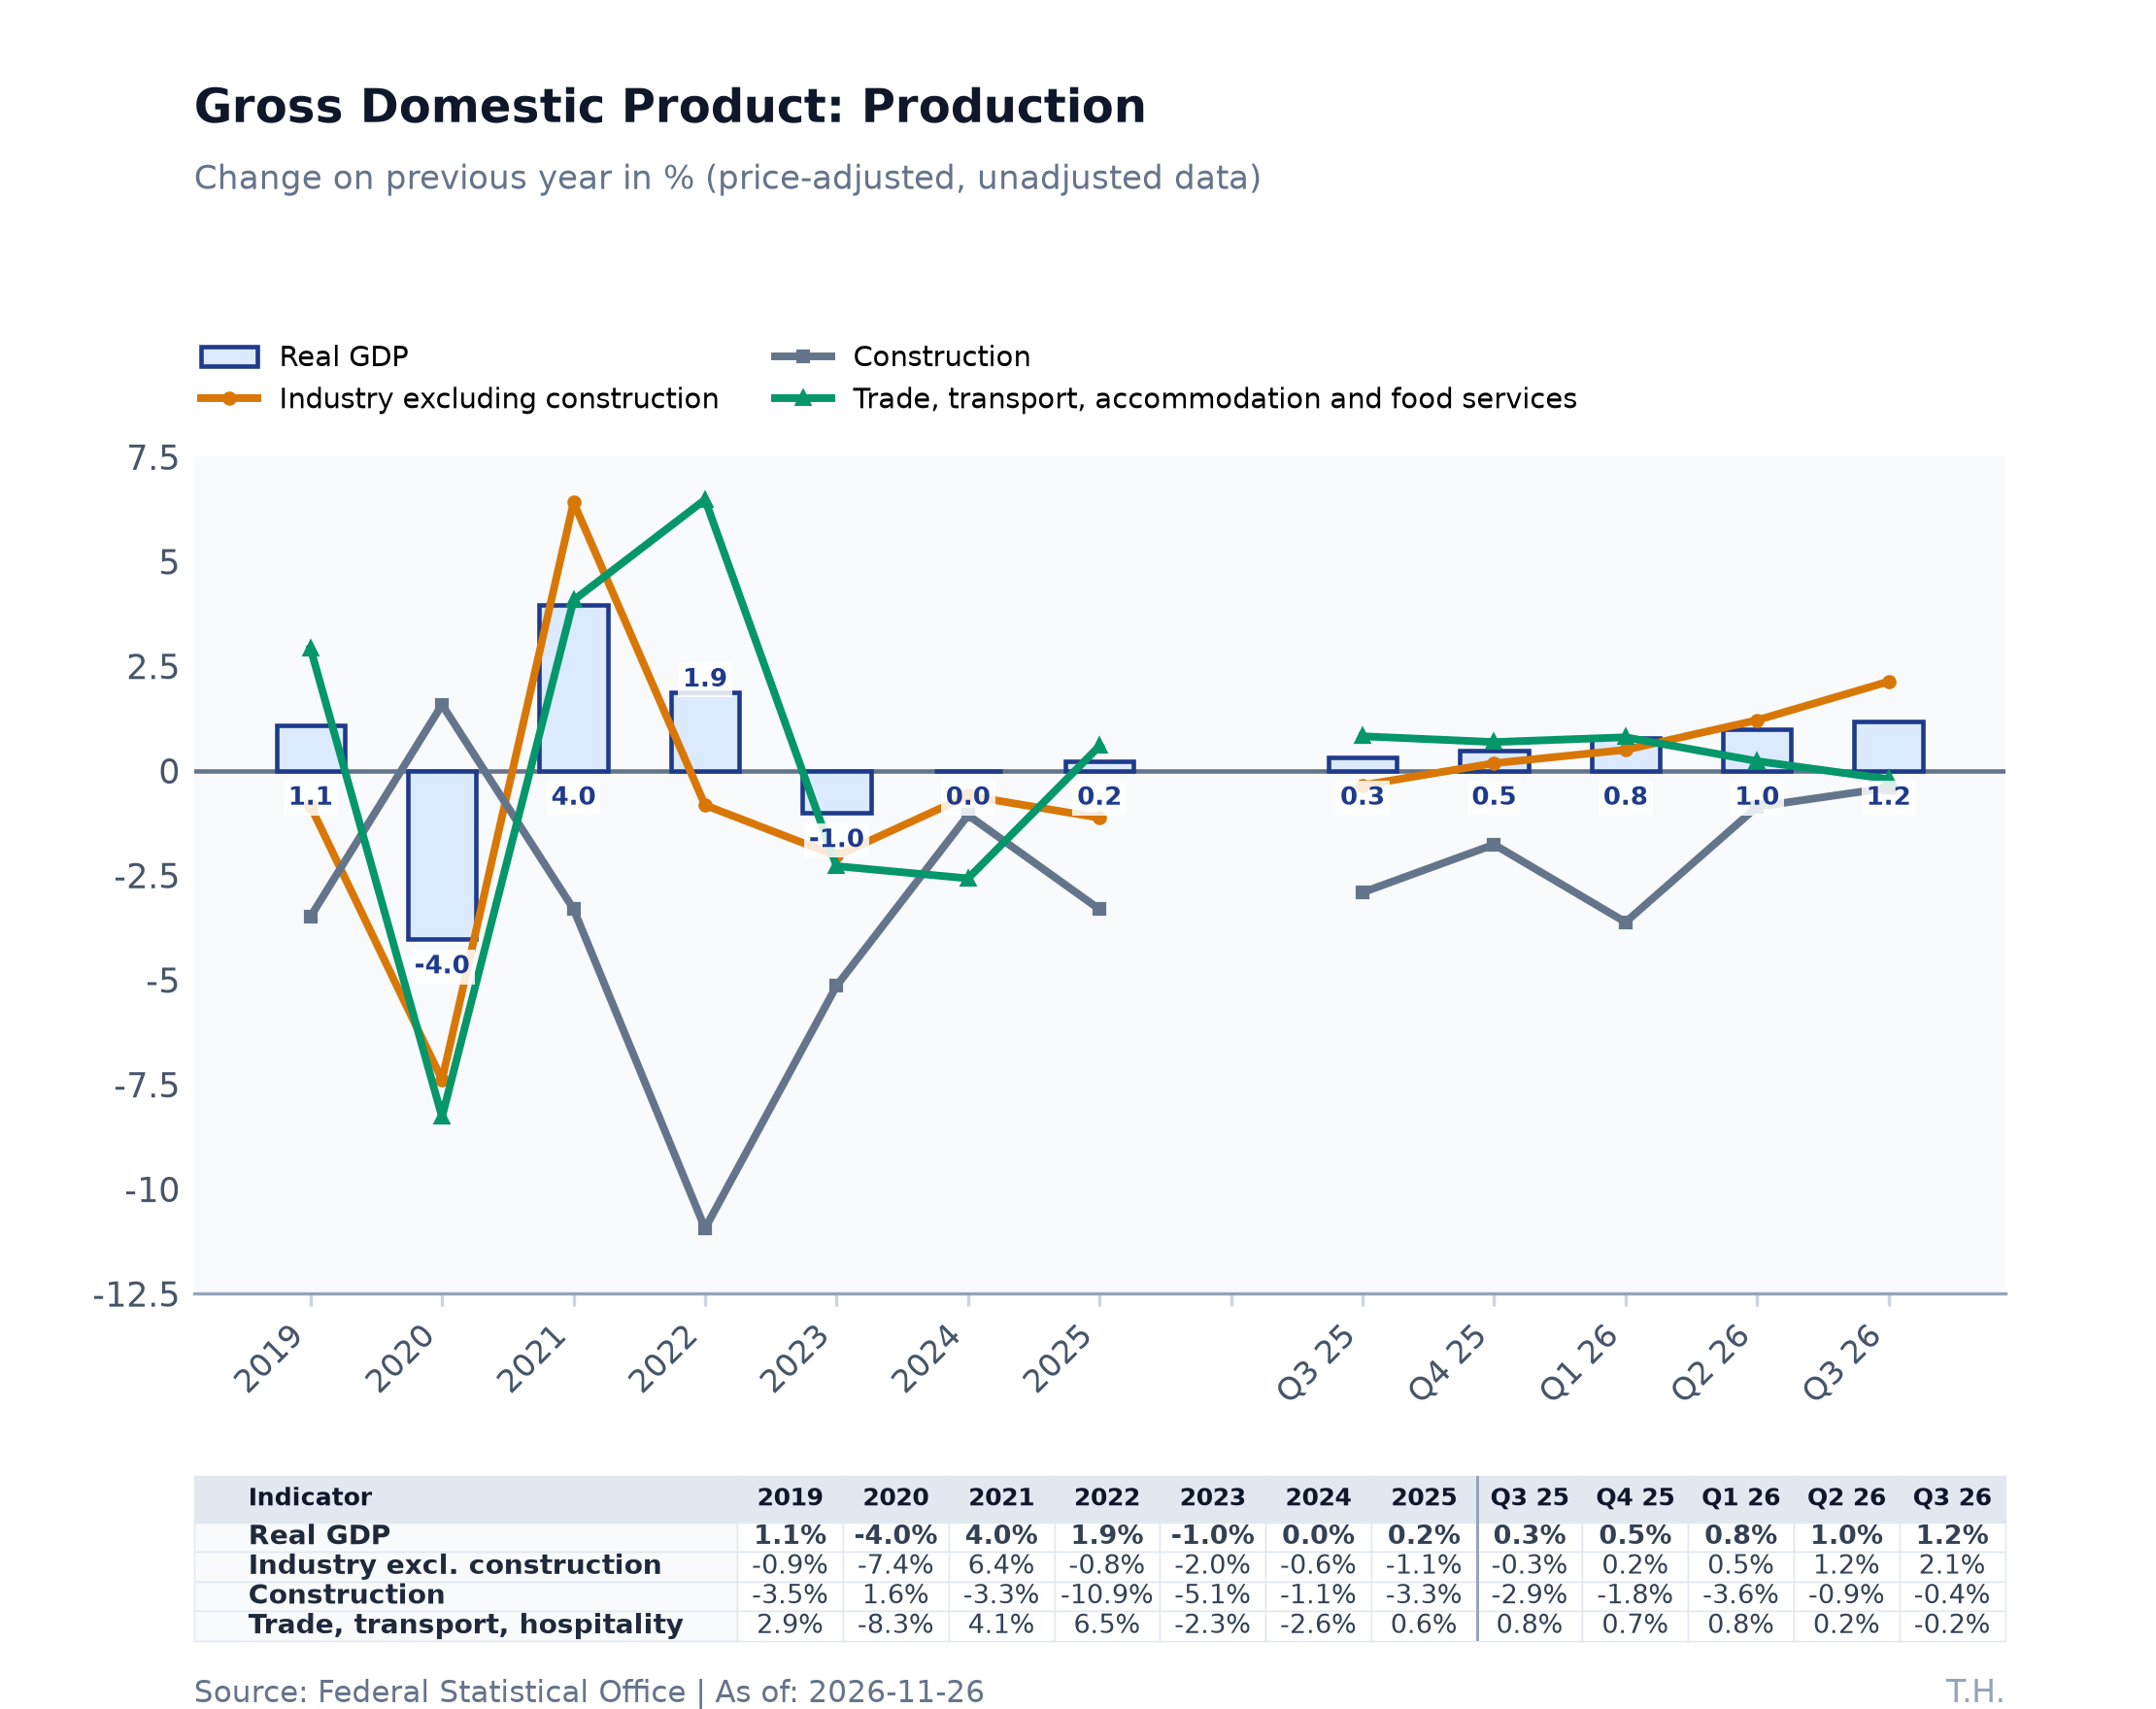 Gross Domestic Product: Production
Change on previous year in % (price-adjusted, unadjusted data)
Real GDP
Construction
Industry excluding construction
Trade, transport, accommodation and food services
7.5
5
2.5
0
-2.5
-5
-7.5
-10
-12.5
1.1
-4.0
4.0
1.9
-1.0
0.0
0.2
0.3
0.5
0.8
1.0
1.2
2019
2020
2021
2022
2023
2024
2025
Q3 25
Q4 25
Q1 26
Q2 26
Q3 26
Indicator 2019 2020 2021 2022 2023 2024 2025 Q3 25 Q4 25 Q1 26 Q2 26 Q3 26
Real GDP 1.1% -4.0% 4.0% 1.9% -1.0% 0.0% 0.2% 0.3% 0.5% 0.8% 1.0% 1.2%
Industry excl. construction -0.9% -7.4% 6.4% -0.8% -2.0% -0.6% -1.1% -0.3% 0.2% 0.5% 1.2% 2.1%
Construction -3.5% 1.6% -3.3% -10.9% -5.1% -1.1% -3.3% -2.9% -1.8% -3.6% -0.9% -0.4%
Trade, transport, hospitality 2.9% -8.3% 4.1% 6.5% -2.3% -2.6% 0.6% 0.8% 0.7% 0.8% 0.2% -0.2%
Source: Federal Statistical Office | As of: 2026-11-26
T.H.